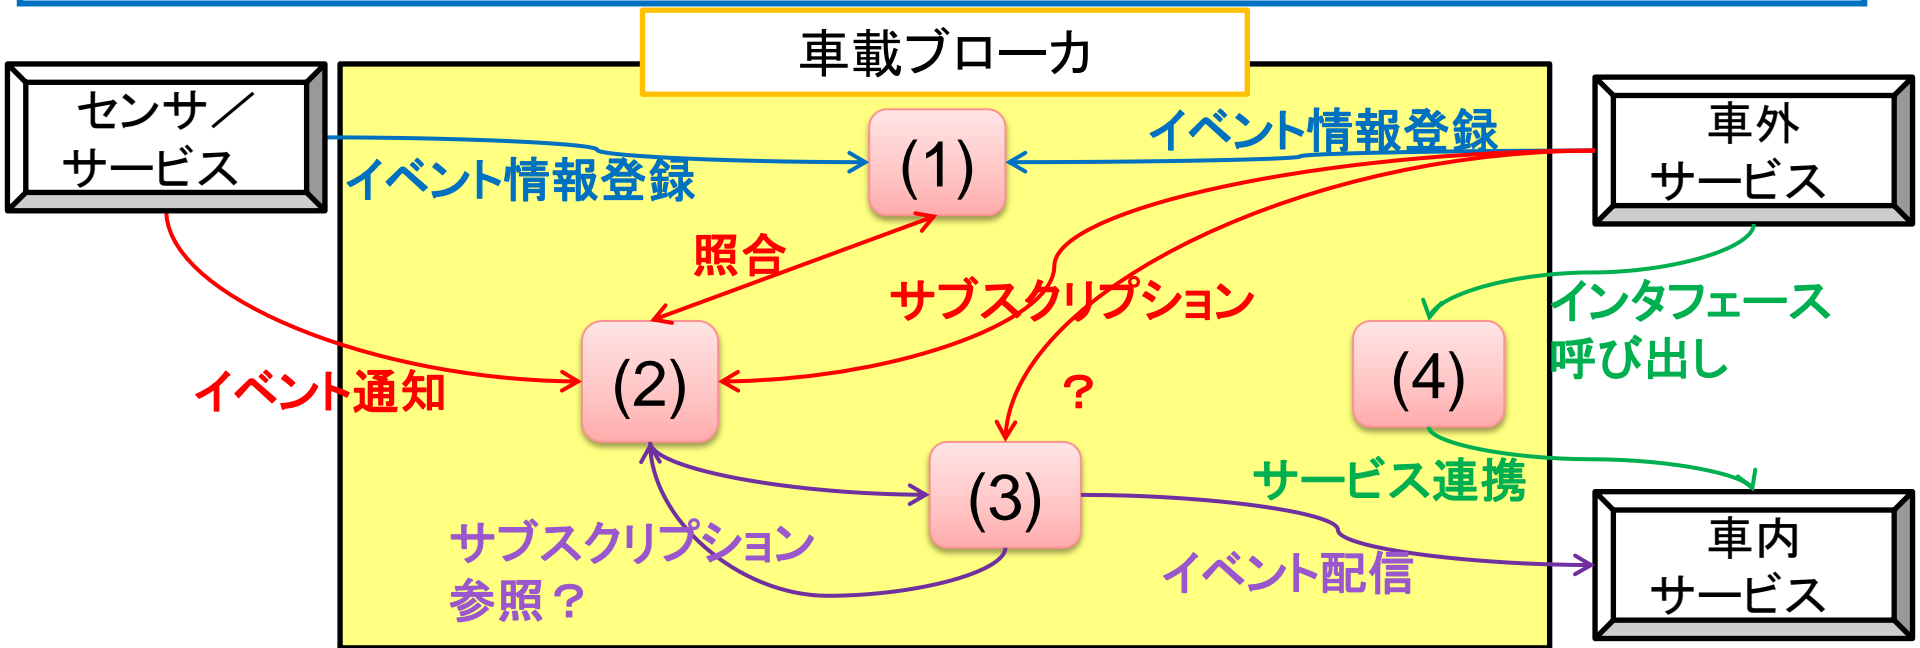 車載ブローカ
センサ／
サービス
(1)
イベント情報登録
車外
サービス
イベント情報登録
照合
サブスクリプション
インタフェース
呼び出し
(2)
(4)
イベント通知
？
(3)
サービス連携
サブスクリプション
参照？
イベント配信
車内
サービス